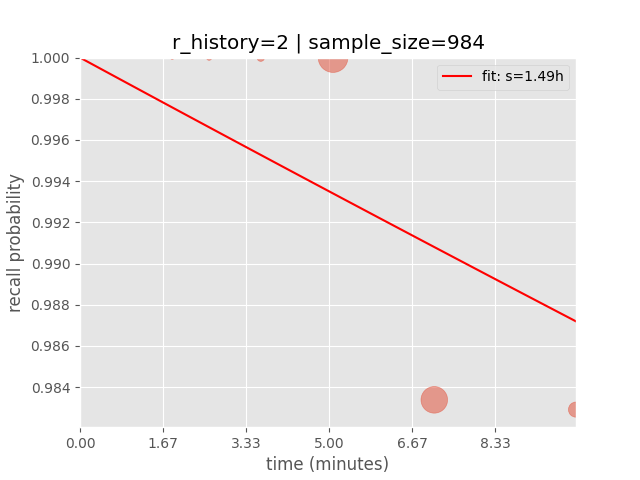 r_history=2 | sample_size=984
fit: s=1.49h
1.000
0.998
0.996
0.994
0.992
0.990
0.988
0.986
0.984
recall probability
0.00 1.67 3.33 5.00 6.67 8.33
time (minutes)